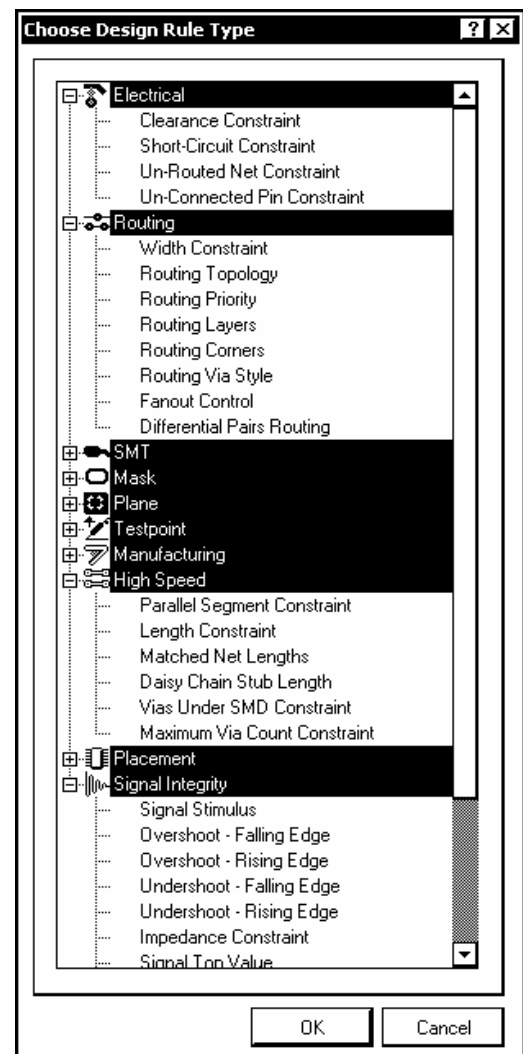 Choose Design Rule Type
Electrical
Clearance Constraint
Short-Circuit Constraint
Un-Routed Net Constraint
Un-Connected Pin Constraint
Routing
Width Constraint
Routing Topology
Routing Priority
Routing Layers
Routing Corners
Routing Via Style
Fanout Control
Differential Pairs Routing
SMT
Mask
Plane
Testpoint
Manufacturing
High Speed
Parallel Segment Constraint
Length Constraint
Matched Net Lengths
Daisy Chain Stub Length
Vias Under SMD Constraint
Maximum Via Count Constraint
Placement
Signal Integrity
Signal Stimulus
Overshoot - Falling Edge
Overshoot - Rising Edge
Undershoot - Falling Edge
Undershoot - Rising Edge
Impedance Constraint
Signal Top Value
OK Cancel